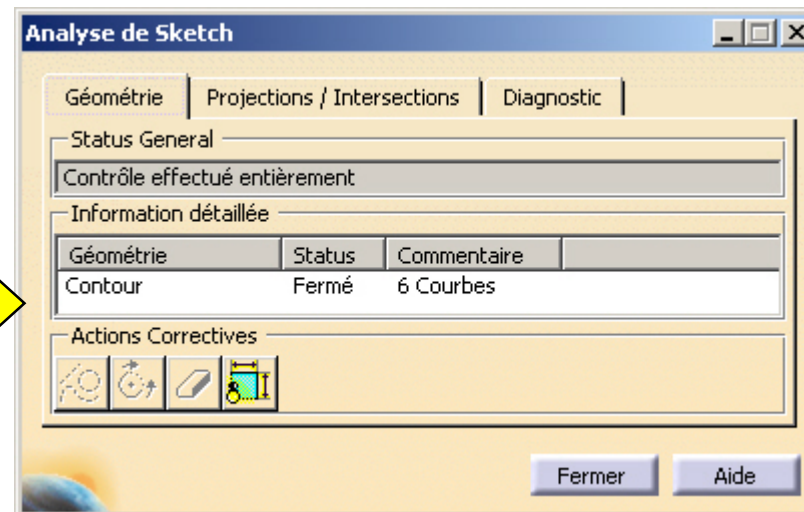 Analyse de Sketch
Géométrie Projections / Intersections Diagnostic
Status General
Contrôle effectué entièrement
Information détaillée
Géométrie Status Commentaire
Contour Fermé 6 Courbes
Actions Correctives
Fermer Aide